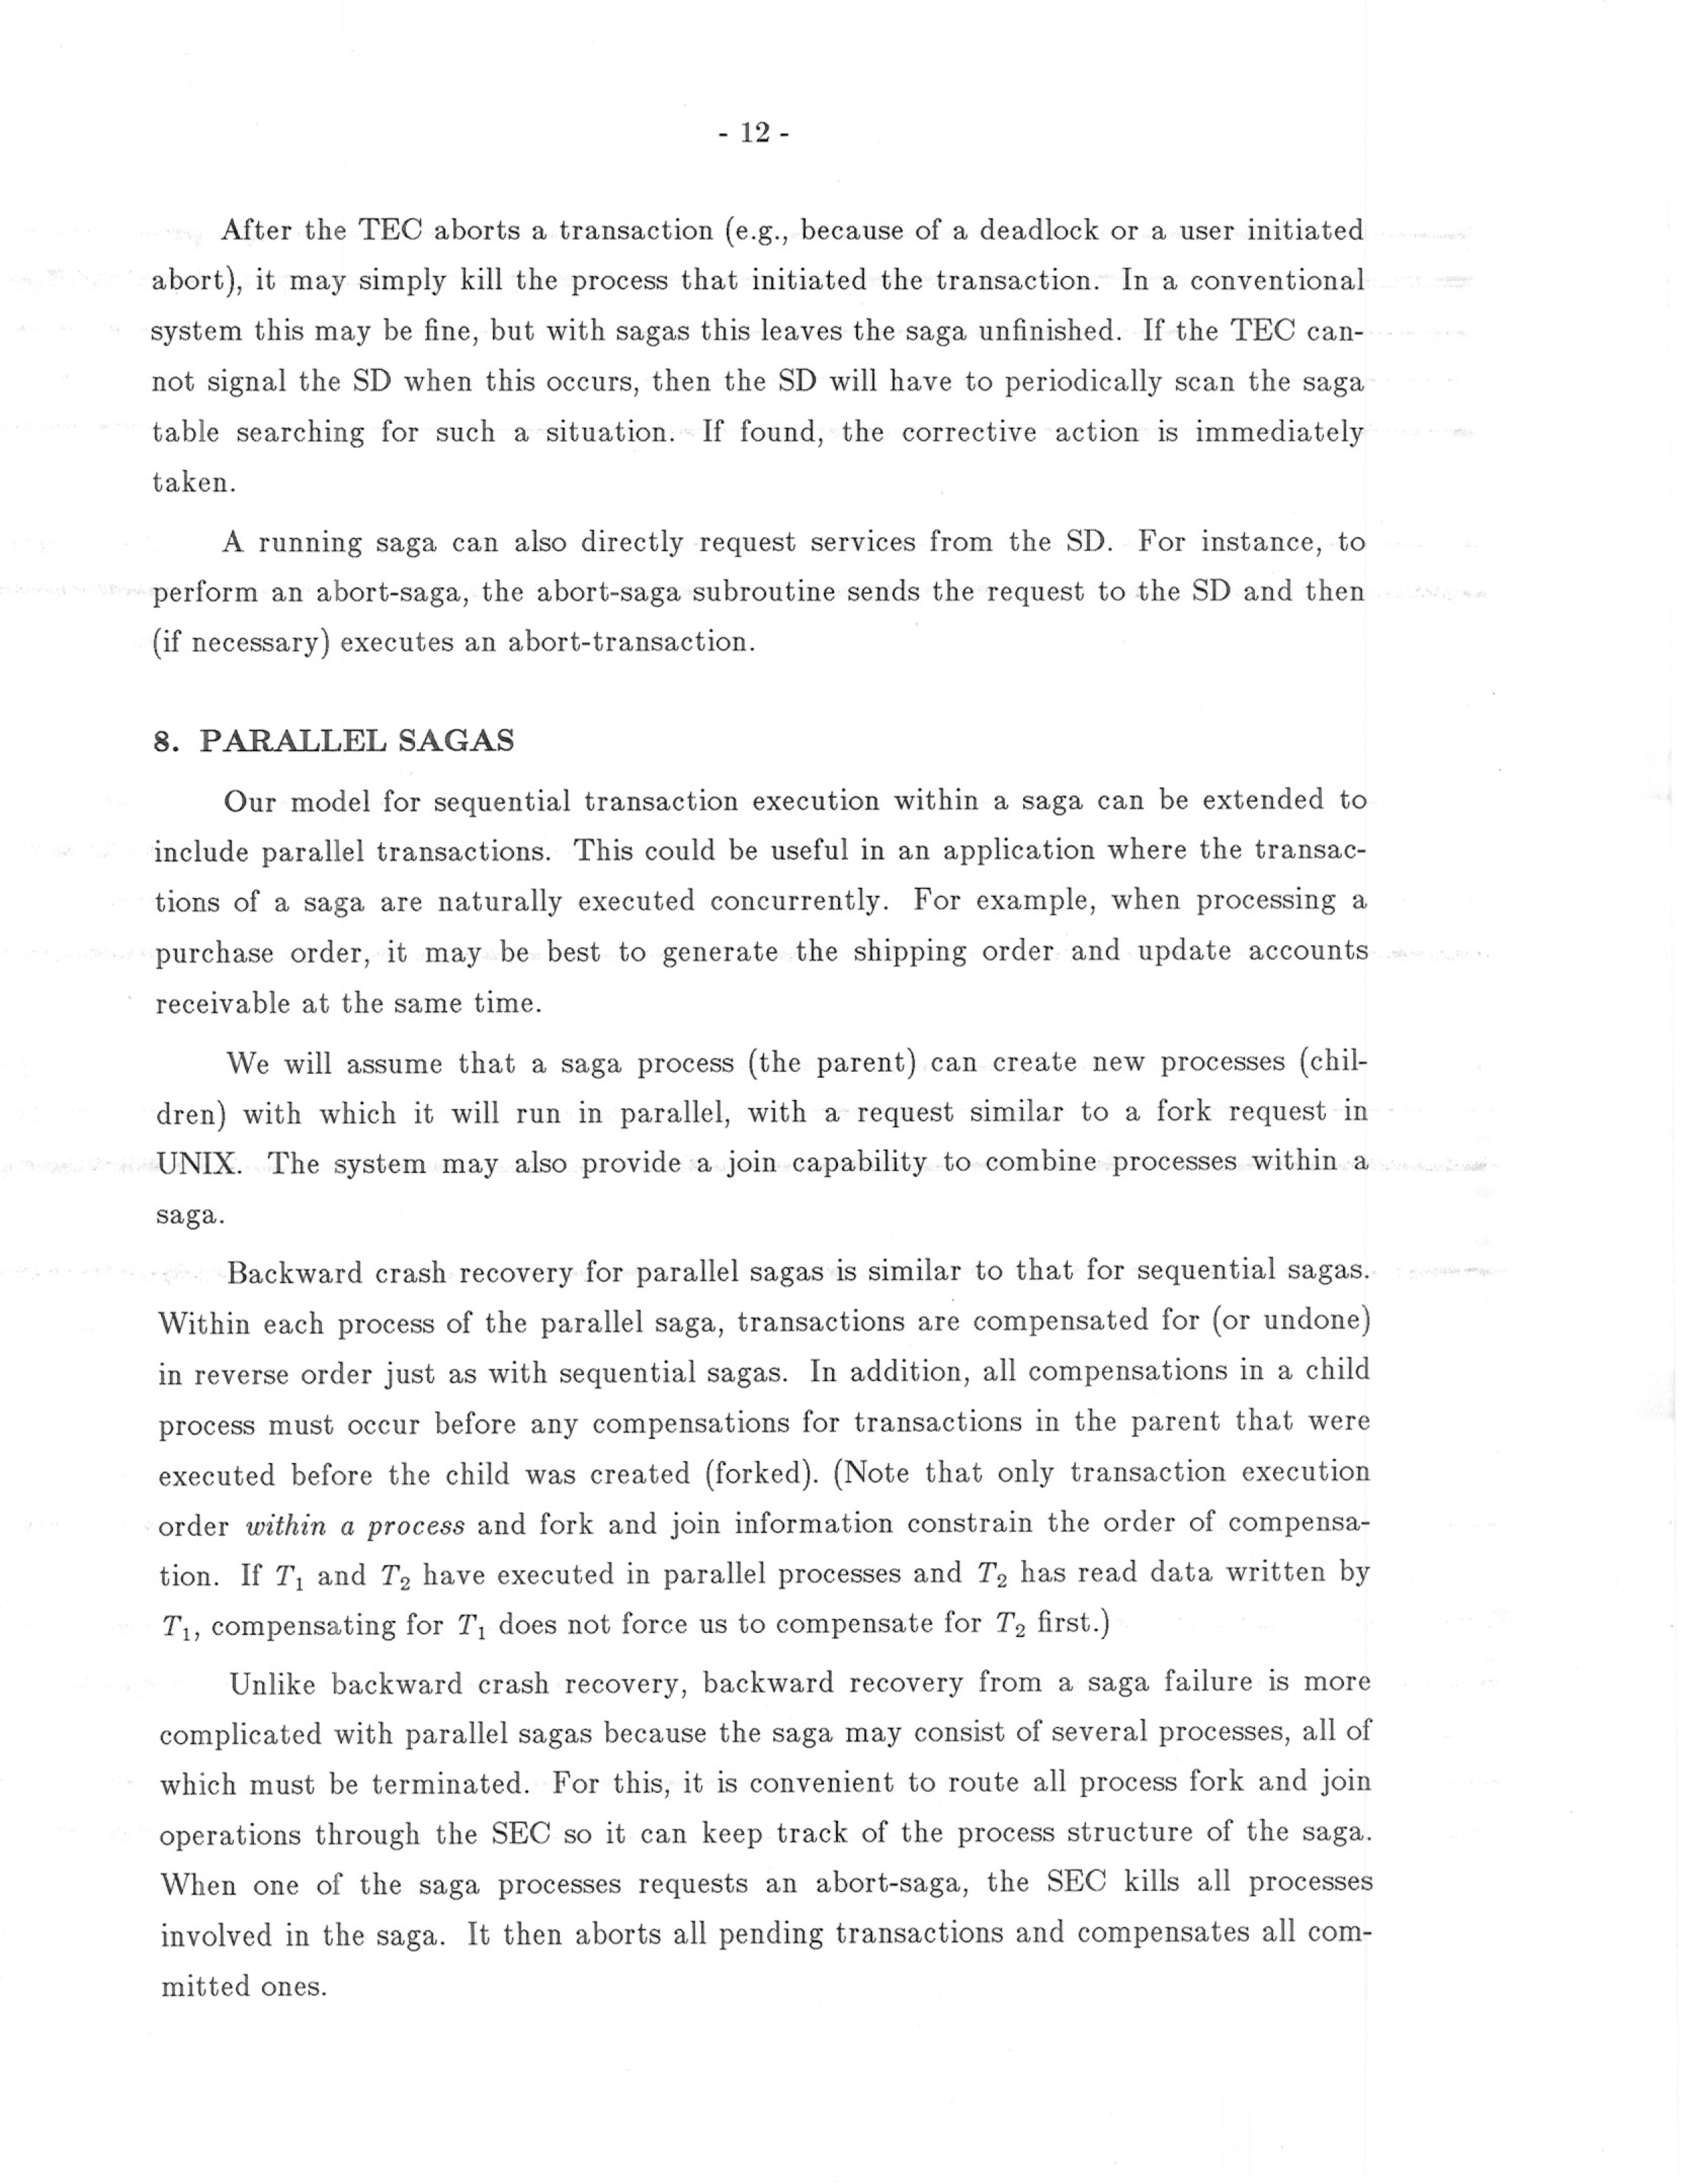 - 12 -
After the TEC aborts a transaction (e.g., because of a deadlock or a user initiated
abort), it may simply kill the process that initiated the transaction. In a conventional
system this may be fine, but with sagas this leaves the saga unfinished. If the TEC can-
not signal the SD when this occurs, then the SD will have to periodically scan the saga
table searching for such a situation. If found, the corrective action is immediately
taken.
A running saga can also directly request services from the SD. For instance, to
perform an abort-saga, the abort-saga subroutine sends the request to the SD and then
(if necessary) executes an abort-transaction.
8. PARALLEL SAGAS
Our model for sequential transaction execution within a saga can be extended to
include parallel transactions. This could be useful in an application where the transac-
tions of a saga are naturally executed concurrently. For example, when processing a
purchase order, it may be best to generate the shipping order and update accounts
receivable at the same time.
We will assume that a saga process (the parent) can create new processes (chil-
dren) with which it will run in parallel, with a request similar to a fork request in
UNIX. The system may also provide a join capability to combine processes within a
saga.
Backward crash recovery for parallel sagas is similar to that for sequential sagas.
Within each process of the parallel saga, transactions are compensated for (or undone)
in reverse order just as with sequential sagas. In addition, all compensations in a child
process must occur before any compensations for transactions in the parent that were
executed before the child was created (forked). (Note that only transaction execution
order within a process and fork and join information constrain the order of compensa-
tion. If T₁ and T₂ have executed in parallel processes and T₂ has read data written by
T₁, compensating for T₁ does not force us to compensate for T₂ first.)
Unlike backward crash recovery, backward recovery from a saga failure is more
complicated with parallel sagas because the saga may consist of several processes, all of
which must be terminated. For this, it is convenient to route all process fork and join
operations through the SEC so it can keep track of the process structure of the saga.
When one of the saga processes requests an abort-saga, the SEC kills all processes
involved in the saga. It then aborts all pending transactions and compensates all com-
mitted ones.